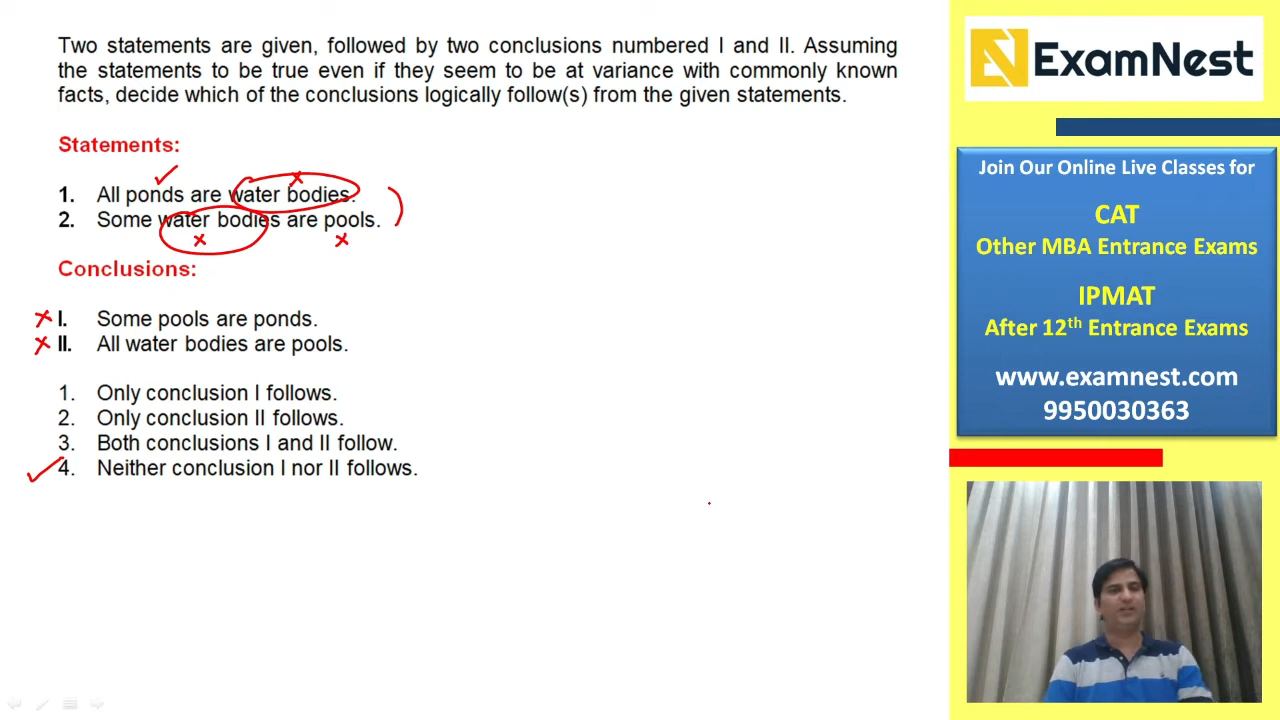 Two statements are given, followed by two conclusions numbered I and II. Assuming
the statements to be true even if they seem to be at variance with commonly known
facts, decide which of the conclusions logically follow(s) from the given statements.
Statements:
1. All ponds are water bodies.
2. Some water bodies are pools.
Conclusions:
I. Some pools are ponds.
II. All water bodies are pools.
1. Only conclusion I follows.
2. Only conclusion II follows.
3. Both conclusions I and II follow.
4. Neither conclusion I nor II follows.
ExamNest
Join Our Online Live Classes for
CAT
Other MBA Entrance Exams
IPMAT
After 12th Entrance Exams
www.examnest.com
9950030363